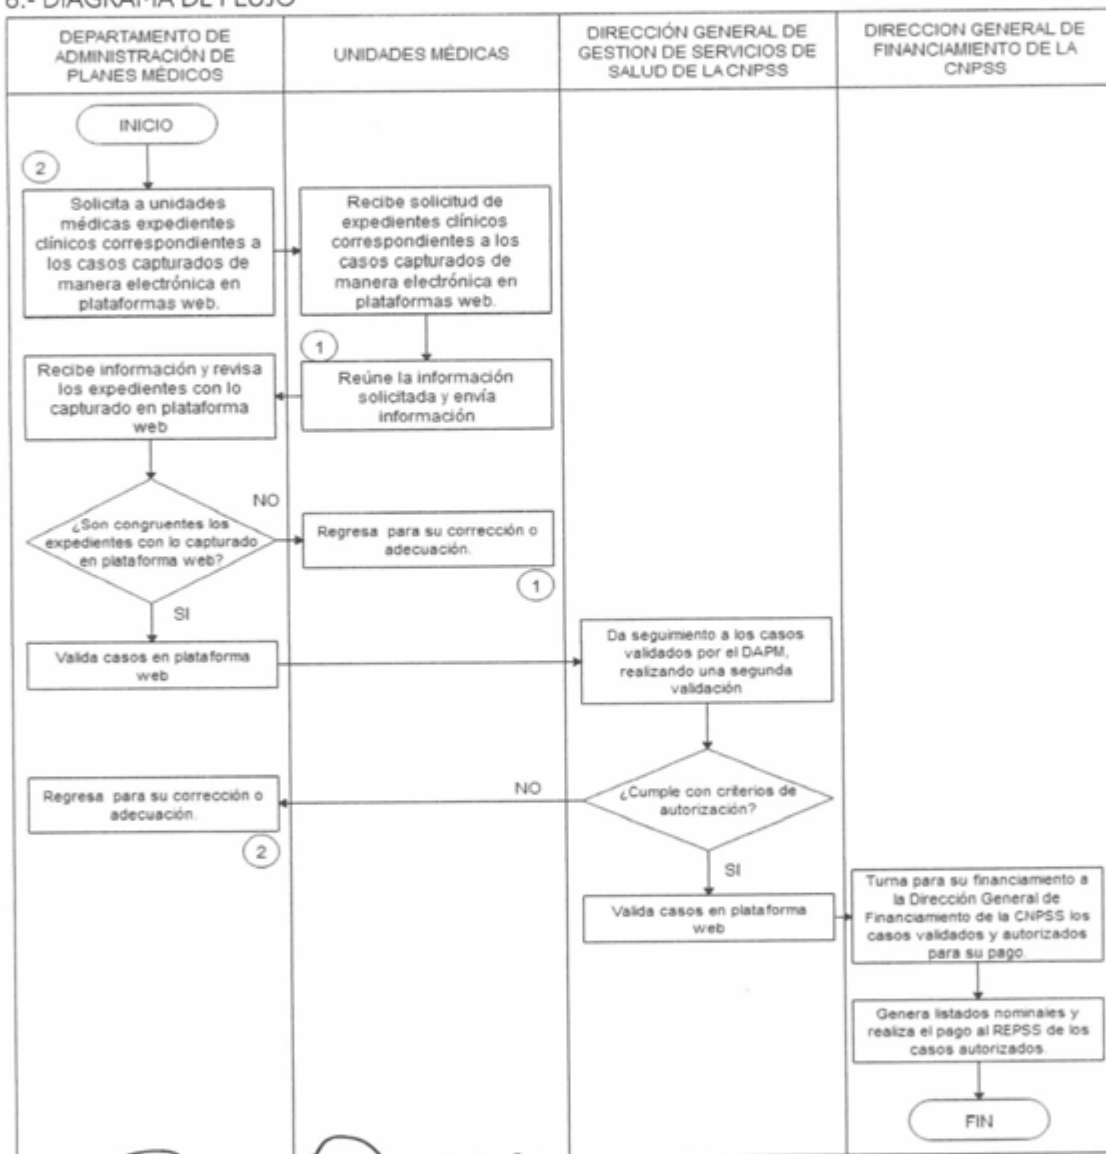 6.- DIAGRAMA DE FLUJO
DEPARTAMENTO DE
ADMINISTRACIÓN DE
PLANES MÉDICOS
UNIDADES MÉDICAS
DIRECCIÓN GENERAL DE
GESTION DE SERVICIOS DE
SALUD DE LA CNPSS
DIRECCION GENERAL DE
FINANCIAMIENTO DE LA
CNPSS
INICIO
2
Solicita a unidades
médicas expedientes
clínicos correspondientes a
los casos capturados de
manera electrónica en
plataformas web.
Recibe solicitud de
expedientes clínicos
correspondientes a los
casos capturados de
manera electrónica en
plataformas web.
1
Reúne la información
solicitada y envía
información
Recibe información y revisa
los expedientes con lo
capturado en plataforma
web
¿Son congruentes los
expedientes con lo capturado
en plataforma web?
NO
Regresa para su corrección o
adecuación.
1
SI
Valida casos en plataforma
web
Da seguimiento a los casos
validados por el DAPM,
realizando una segunda
validación
¿Cumple con criterios de
autorización?
NO
Regresa para su corrección o
adecuación.
2
SI
Valida casos en plataforma
web
Turna para su financiamiento a
la Dirección General de
Financiamiento de la CNPSS los
casos validados y autorizados
para su pago.
Genera listados nominales y
realiza el pago al REPSS de los
casos autorizados.
FIN